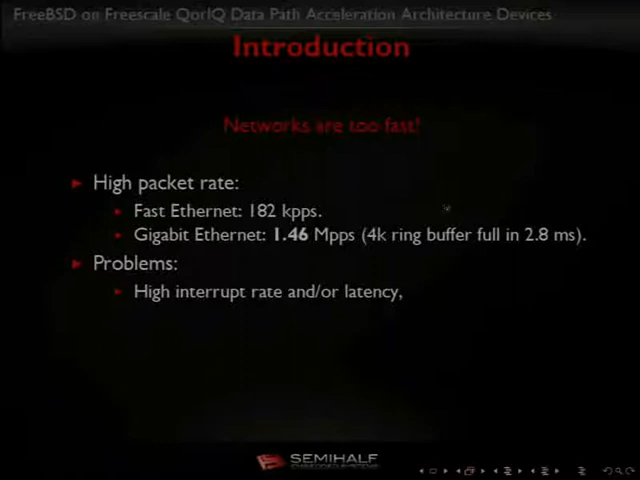 FreeBSD on Freescale QorIQ Data Path Acceleration Architecture Devices
Introduction
Networks are too fast!
High packet rate:
Fast Ethernet: 182 kpps.
Gigabit Ethernet: 1.46 Mpps (4k ring buffer full in 2.8 ms).
Problems:
High interrupt rate and/or latency,
SEMIHALF